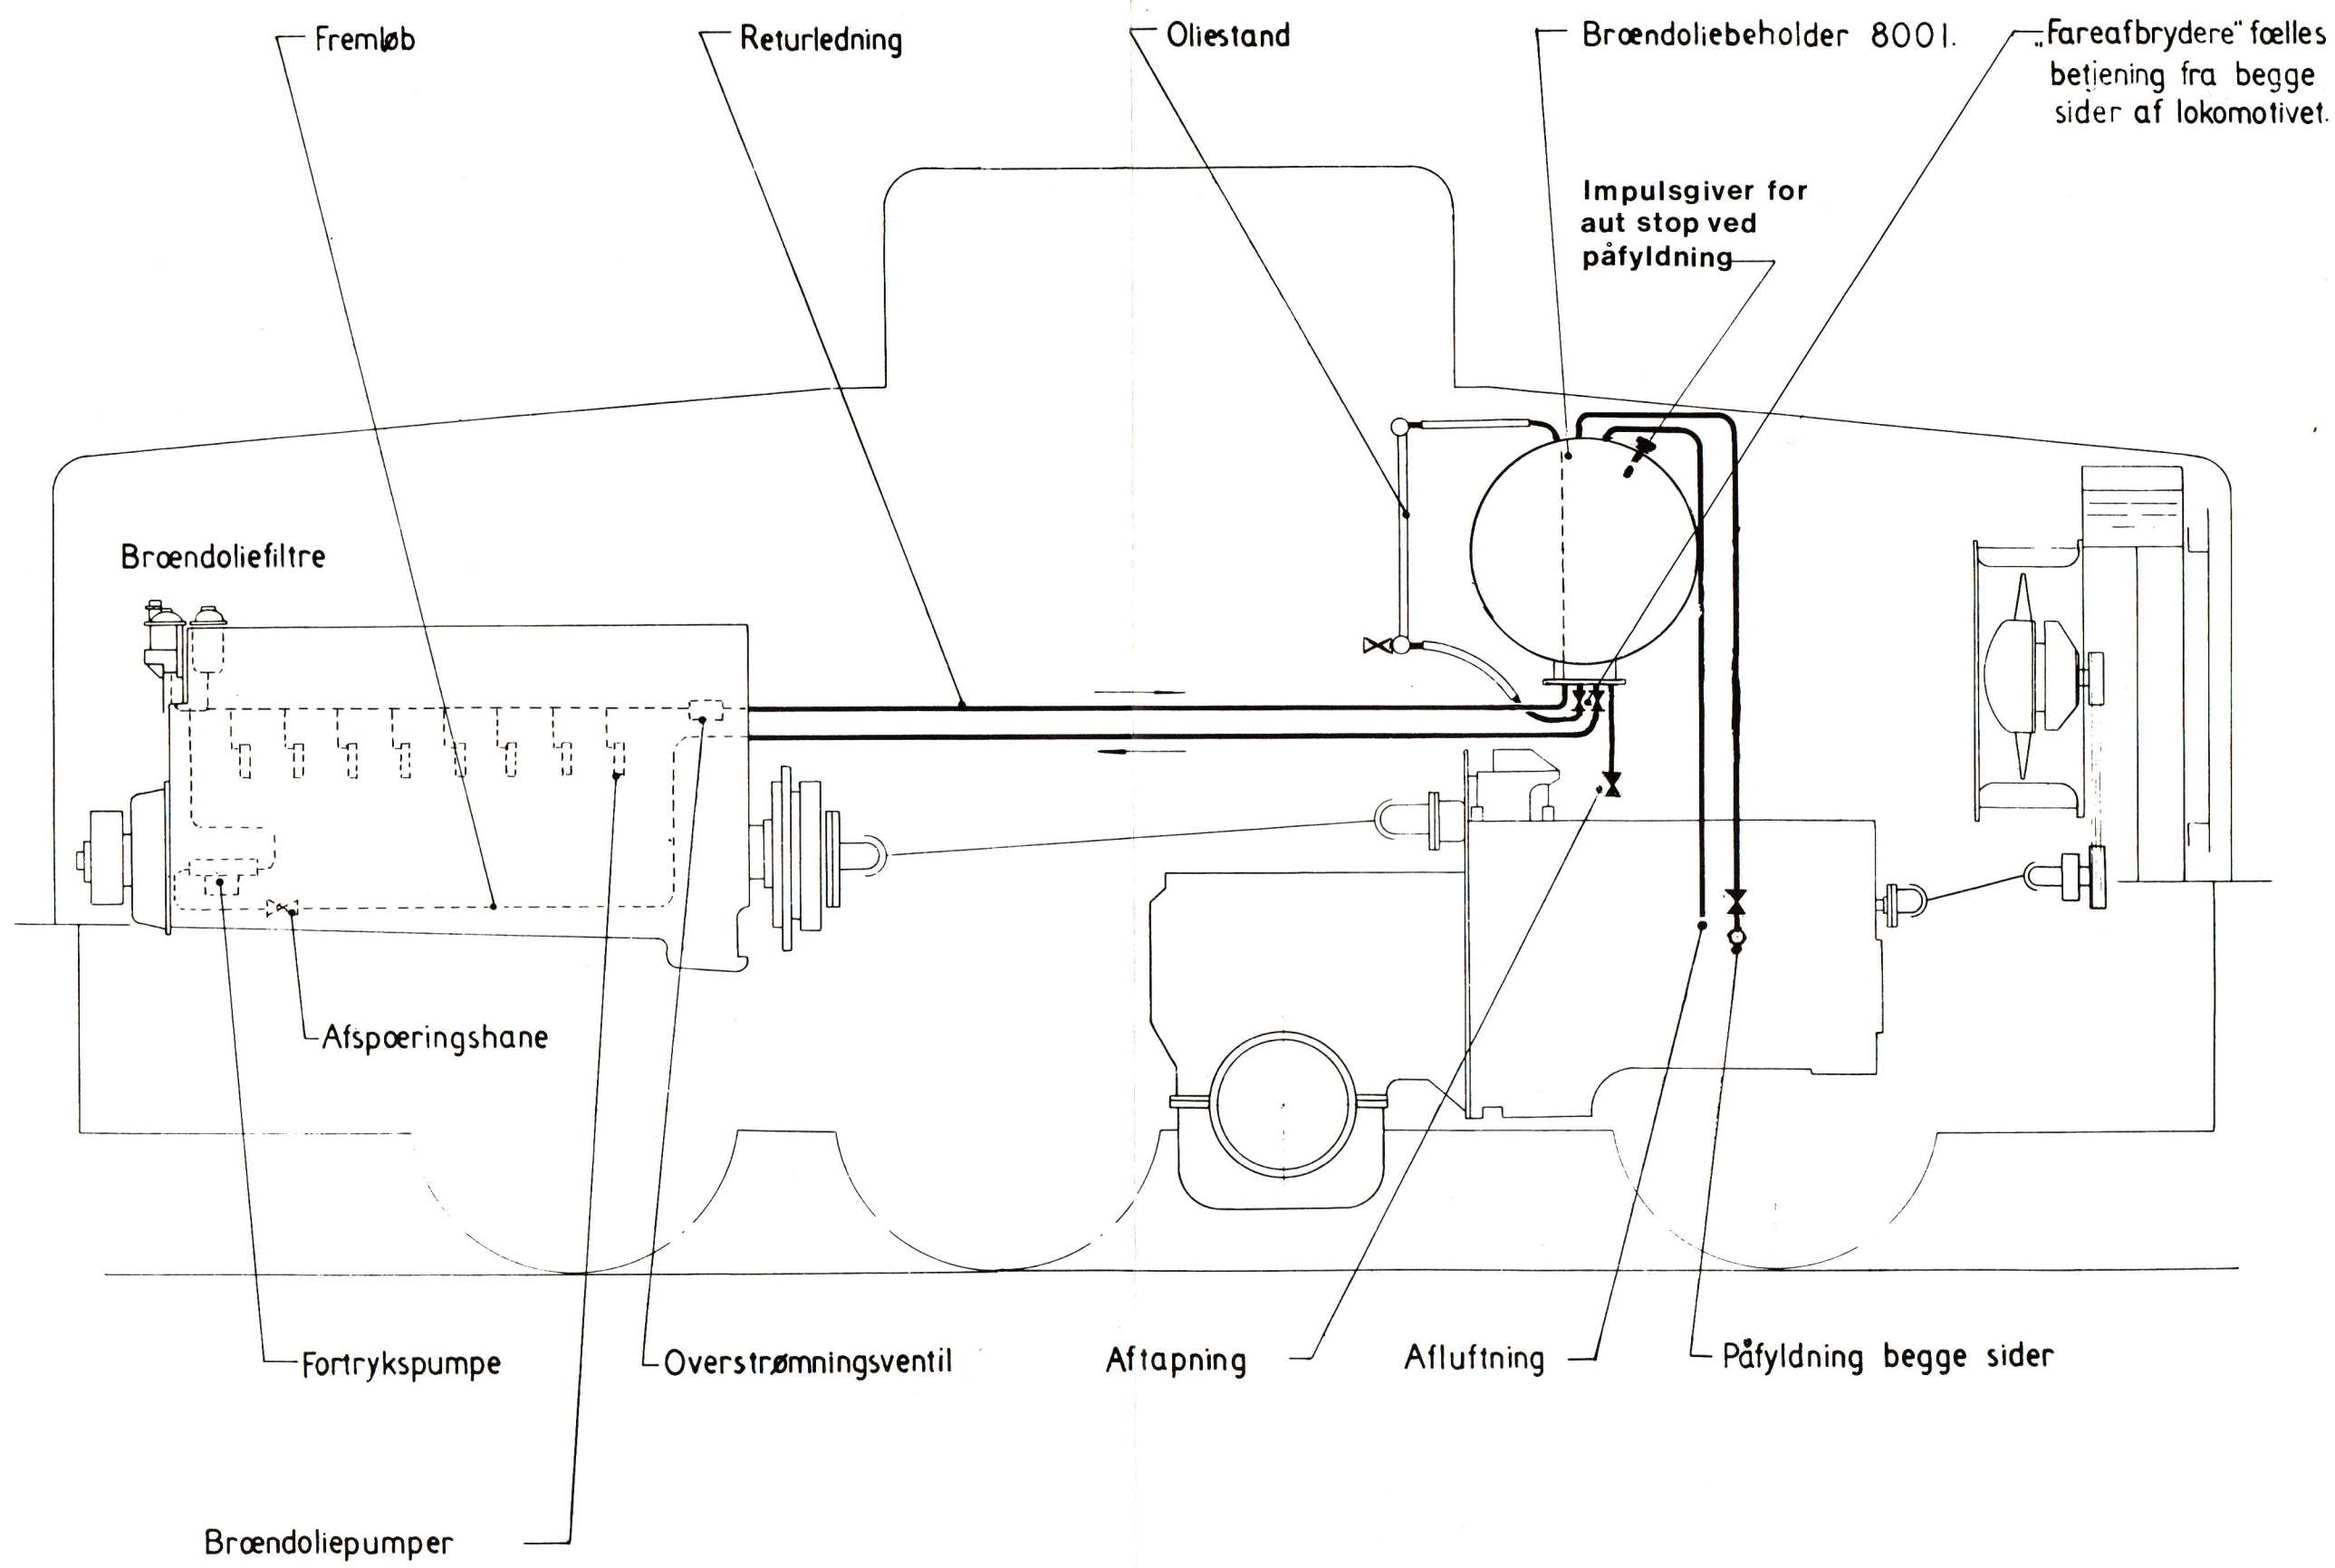 Fremløb
Returledning
Oliestand
Brændoliebeholder 800 l.
„Fareafbrydere" fælles
betjening fra begge
sider af lokomotivet.
Impulsgiver for
aut stop ved
påfyldning
Brændoliefiltre
Afspæringshane
Fortrykspumpe
Overstrømningsventil
Aftapning
Afluftning
Påfyldning begge sider
Brændoliepumper